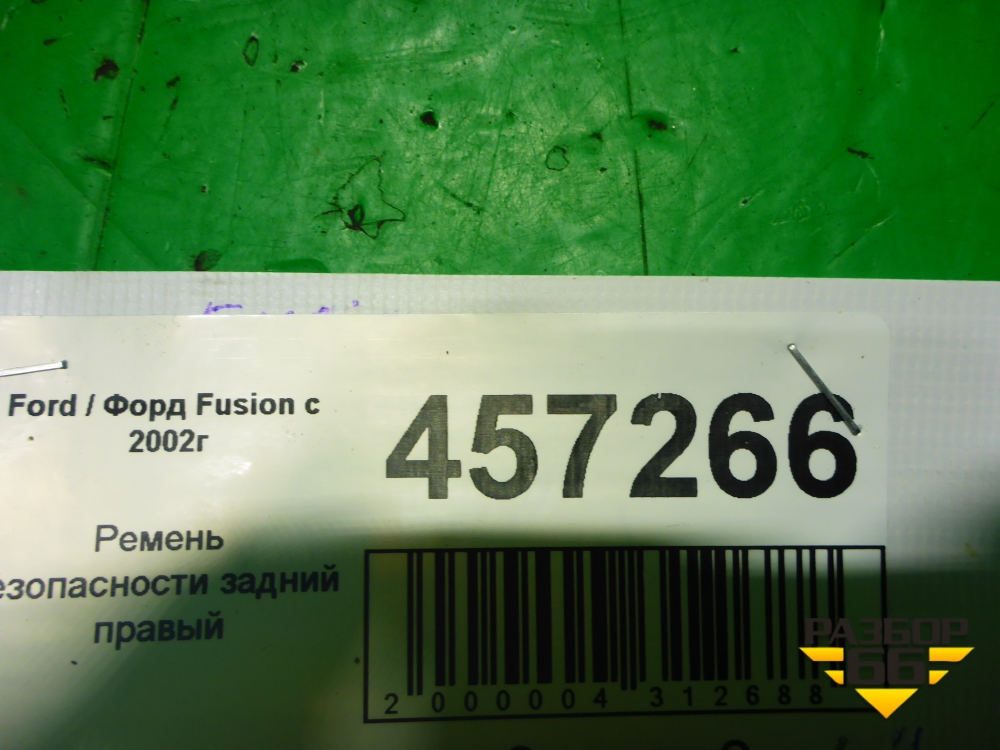 Ford / Форд Fusion с
2002г
457266
Ремень
езопасности задний
правый
2 000004 312688
РАЗБОР
66